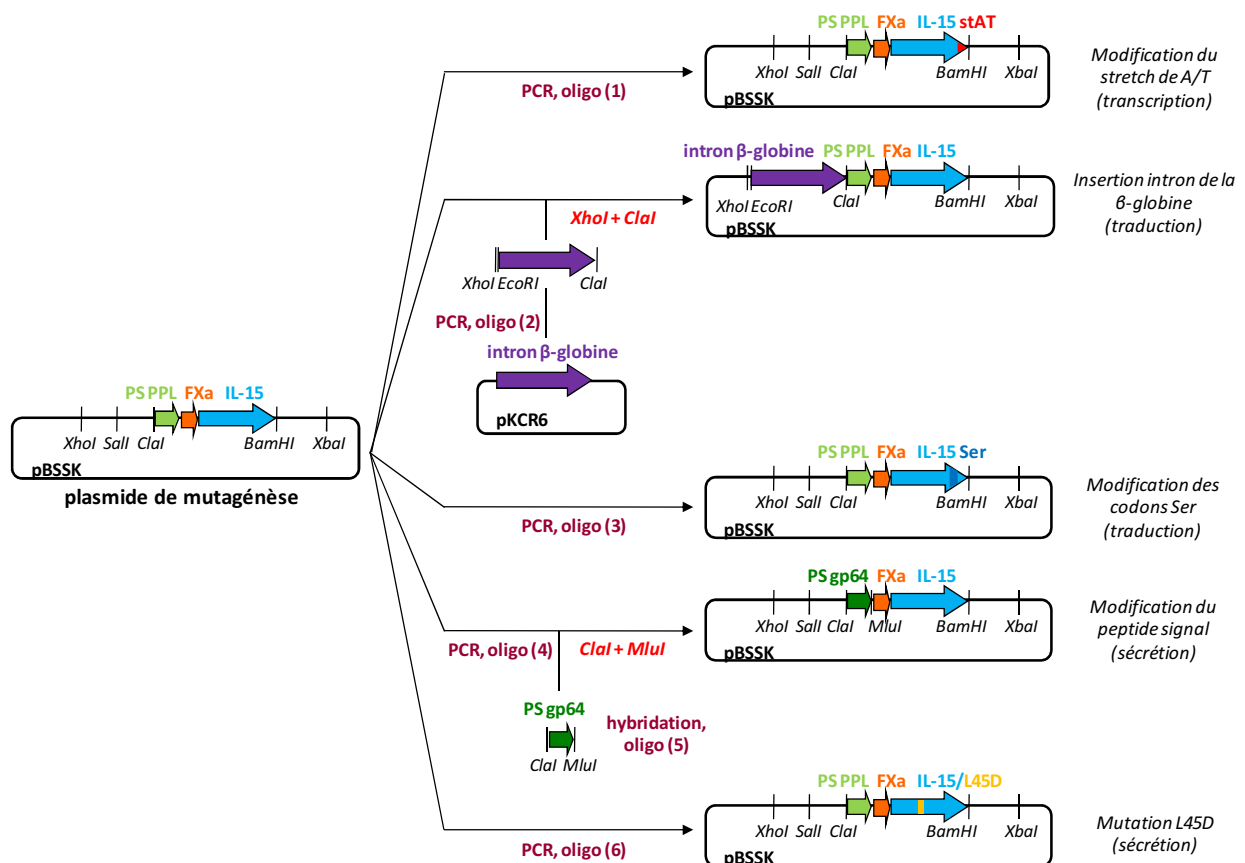 PS PPL FXa IL-15 stAT
XhoI SalI ClaI BamHI XbaI
pBSSK
Modification du
stretch de A/T
(transcription)
PCR, oligo (1)
intron β-globine PS PPL FXa IL-15
XhoI EcoRI ClaI BamHI XbaI
pBSSK
Insertion intron de la
β-globine
(traduction)
XhoI + ClaI
XhoI EcoRI ClaI
PCR, oligo (2)
intron β-globine
pKCR6
PS PPL FXa IL-15
XhoI SalI ClaI BamHI XbaI
pBSSK
plasmide de mutagénèse
PS PPL FXa IL-15 Ser
XhoI SalI ClaI BamHI XbaI
pBSSK
Modification des
codons Ser
(traduction)
PCR, oligo (3)
PS gp64 FXa IL-15
XhoI SalI ClaI MluI BamHI XbaI
pBSSK
Modification du
peptide signal
(sécrétion)
PCR, oligo (4)
ClaI + MluI
PS gp64
ClaI MluI
hybridation,
oligo (5)
PS PPL FXa IL-15/L45D
XhoI SalI ClaI BamHI XbaI
pBSSK
Mutation L45D
(sécrétion)
PCR, oligo (6)